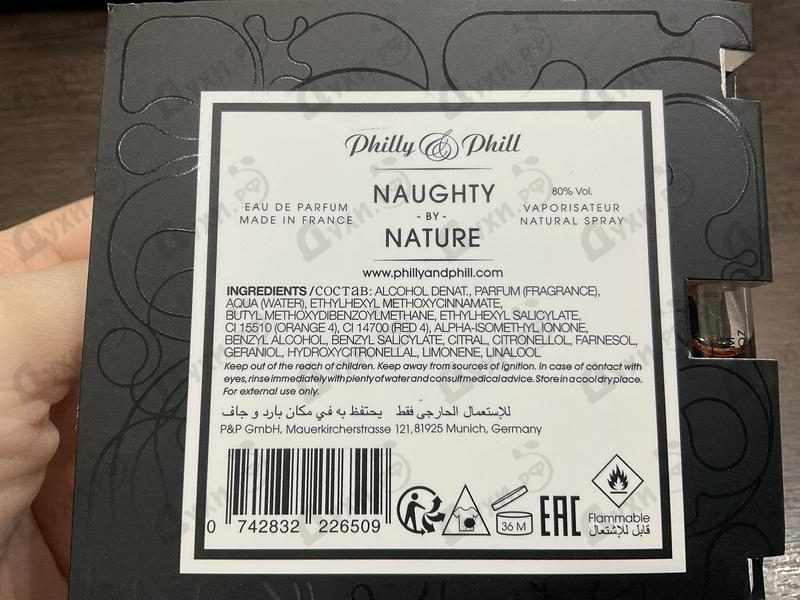 Philly & Phill
EAU DE PARFUM
MADE IN FRANCE
NAUGHTY
- BY -
NATURE
80% Vol.
VAPORISATEUR
NATURAL SPRAY
www.phillyandphill.com
INGREDIENTS/СОСТАВ: ALCOHOL DENAT., PARFUM (FRAGRANCE),
AQUA (WATER), ETHYLHEXYL METHOXYCINNAMATE,
BUTYL METHOXYDIBENZOYLMETHANE, ETHYLHEXYL SALICYLATE,
CI 15510 (ORANGE 4), CI 14700 (RED 4), ALPHA-ISOMETHYL IONONE,
BENZYL ALCOHOL, BENZYL SALICYLATE, CITRAL, CITRONELLOL, FARNESOL,
GERANIOL, HYDROXYCITRONELLAL, LIMONENE, LINALOOL
Keep out of the reach of children. Keep away from sources of ignition. In case of contact with
eyes, rinse immediately with plenty of water and consult medical advice. Store in a cool dry place.
For external use only.
للإستعمال الحارجى فقط يحتفظ به في مكان بارد و جاف
P&P GmbH, Mauerkircherstrasse 121, 81925 Munich, Germany
0 742832 226509
36 M
EAC
Flammable
قابل للإشتعال
духи.рф